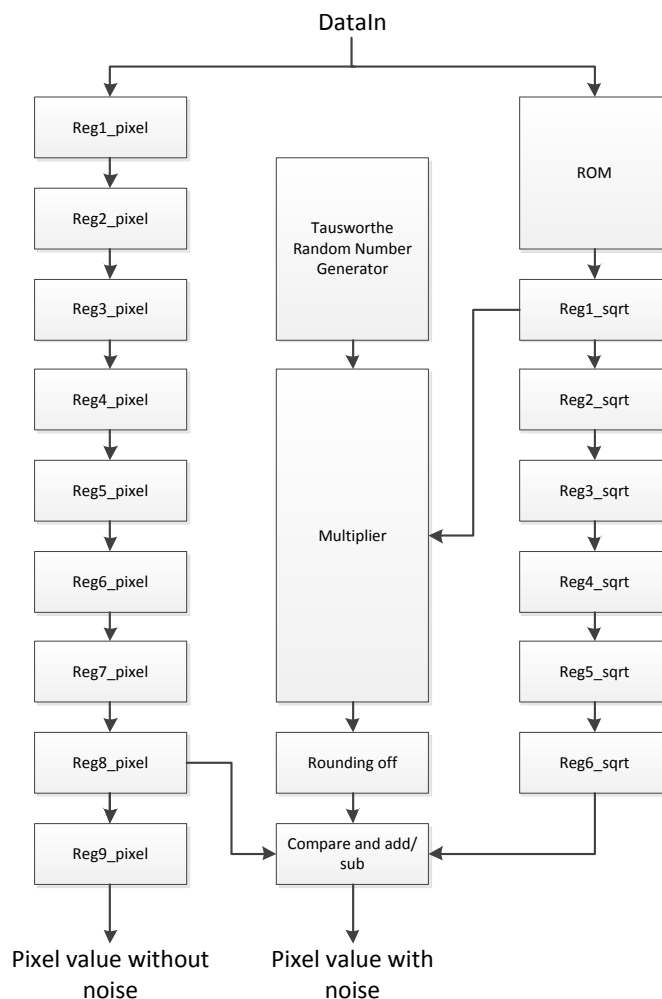 DataIn
Reg1_pixel
Reg2_pixel
Reg3_pixel
Reg4_pixel
Reg5_pixel
Reg6_pixel
Reg7_pixel
Reg8_pixel
Reg9_pixel
Pixel value without
noise
Tausworthe
Random Number
Generator
Multiplier
Rounding off
Compare and add/
sub
Pixel value with
noise
ROM
Reg1_sqrt
Reg2_sqrt
Reg3_sqrt
Reg4_sqrt
Reg5_sqrt
Reg6_sqrt